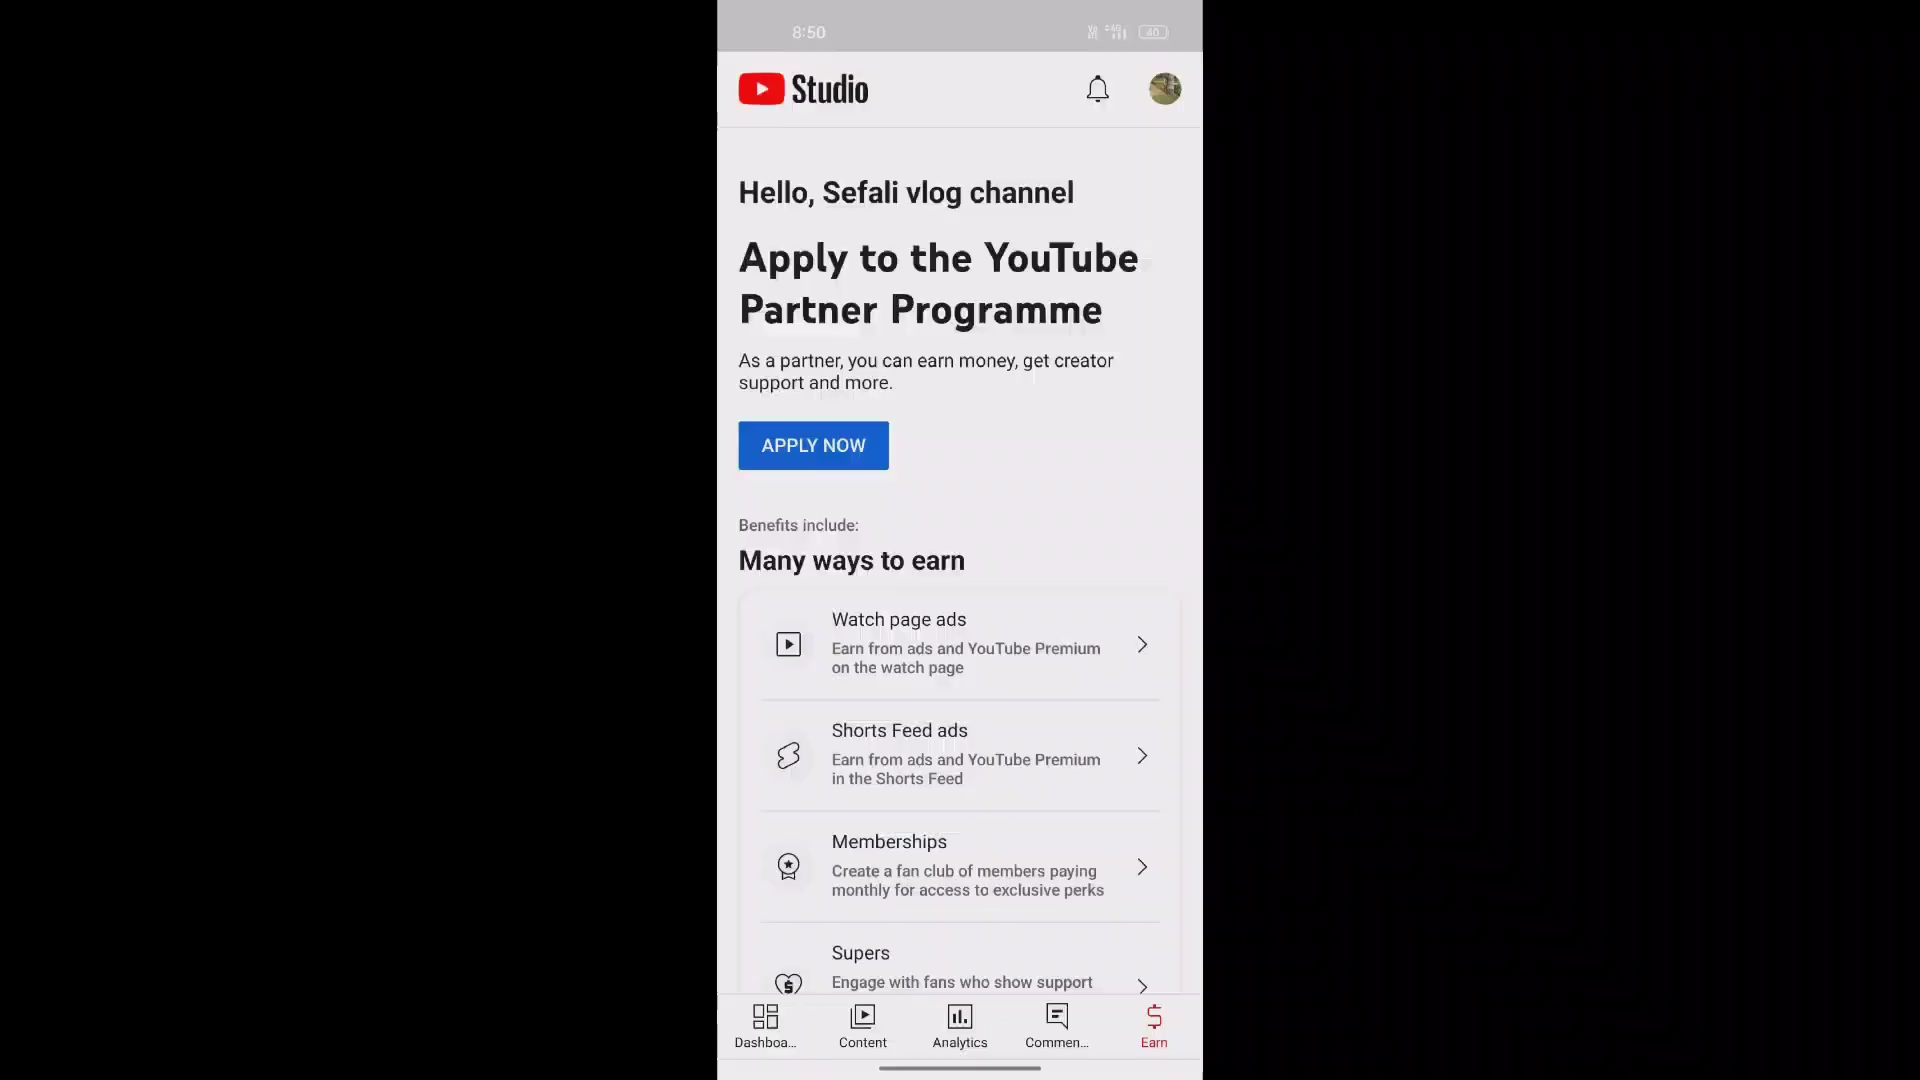 8:50
4G
40
Studio
Hello, Sefali vlog channel
Apply to the YouTube
Partner Programme
As a partner, you can earn money, get creator
support and more.
APPLY NOW
Benefits include:
Many ways to earn
Watch page ads
Earn from ads and YouTube Premium
on the watch page
Shorts Feed ads
Earn from ads and YouTube Premium
in the Shorts Feed
Memberships
Create a fan club of members paying
monthly for access to exclusive perks
Supers
Engage with fans who show support
Dashboa...
Content
Analytics
Commen...
Earn